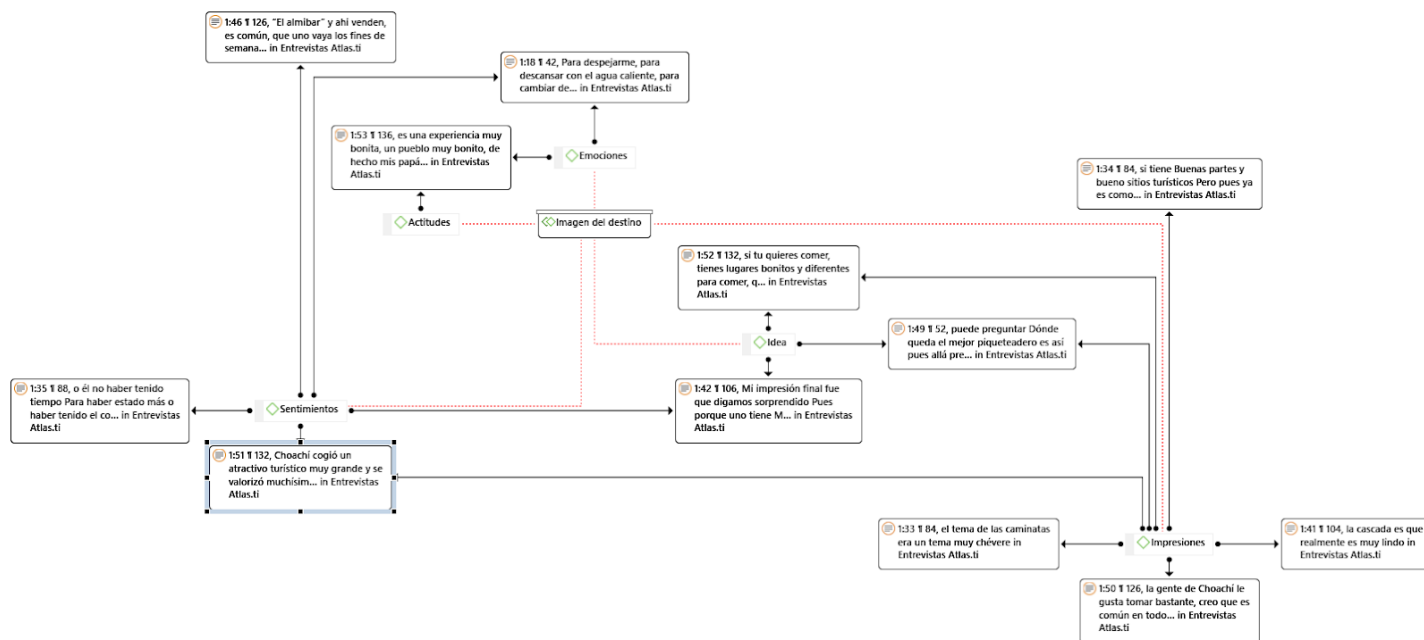 1:46 ¶ 126, "El almibar" y ahi venden,
es común, que uno vaya los fines de
semana... in Entrevistas Atlas.ti
1:18 ¶ 42, Para despejarme, para
descansar con el agua caliente, para
cambiar de... in Entrevistas Atlas.ti
1:53 ¶ 136, es una experiencia muy
bonita, un pueblo muy bonito, de
hecho mis papá... in Entrevistas
Atlas.ti
Emociones
1:34 ¶ 84, si tiene Buenas partes y
bueno sitios turísticos Pero pues ya
es como... in Entrevistas Atlas.ti
Actitudes
Imagen del destino
1:52 ¶ 132, si tu quieres comer,
tienes lugares bonitos y diferentes
para comer, q... in Entrevistas
Atlas.ti
1:49 ¶ 52, puede preguntar Dónde
queda el mejor piqueteadero es así
pues allá pre... in Entrevistas Atlas.ti
Idea
1:35 ¶ 88, o él no haber tenido
tiempo Para haber estado más o
haber tenido el co... in Entrevistas
Atlas.ti
Sentimientos
1:42 ¶ 106, Mi impresión final fue
que digamos sorprendido Pues
porque uno tiene M... in Entrevistas
Atlas.ti
1:51 ¶ 132, Choachí cogió un
atractivo turístico muy grande y se
valorizó muchísim... in Entrevistas
Atlas.ti
1:33 ¶ 84, el tema de las caminatas
era un tema muy chévere in
Entrevistas Atlas.ti
Impresiones
1:41 ¶ 104, la cascada es que
realmente es muy lindo in
Entrevistas Atlas.ti
1:50 ¶ 126, la gente de Choachí le
gusta tomar bastante, creo que es
común en todo... in Entrevistas
Atlas.ti